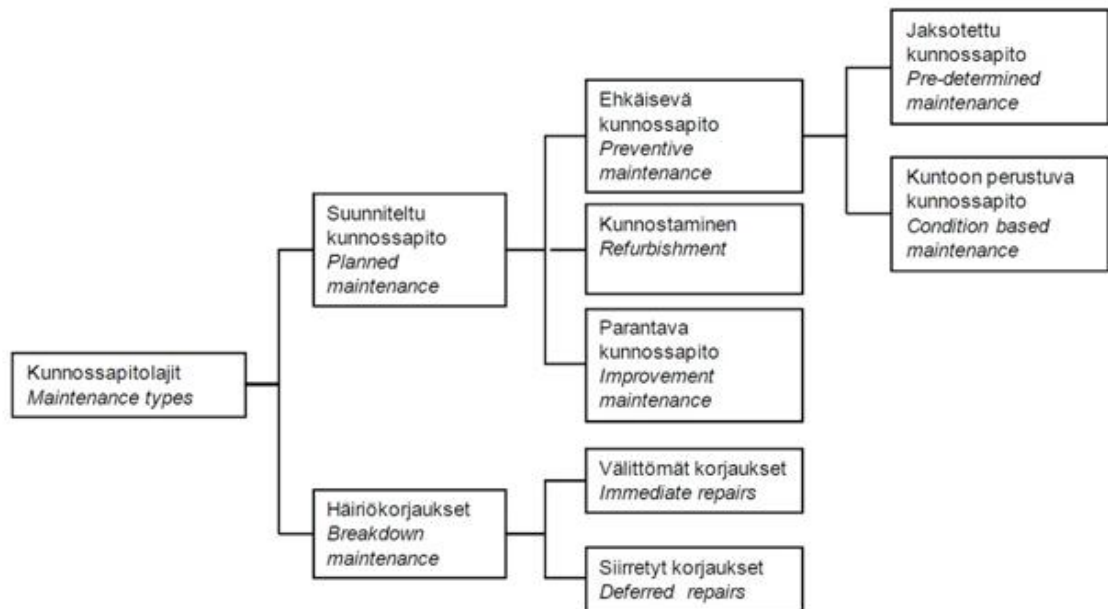 Kunnossapitolajit
Maintenance types
Suunniteltu
kunnossapito
Planned
maintenance
Ehkäisevä
kunnossapito
Preventive
maintenance
Jaksotettu
kunnossapito
Pre-determined
maintenance
Kuntoon perustuva
kunnossapito
Condition based
maintenance
Kunnostaminen
Refurbishment
Parantava
kunnossapito
Improvement
maintenance
Häiriökorjaukset
Breakdown
maintenance
Välittömät korjaukset
Immediate repairs
Siirretyt korjaukset
Deferred repairs